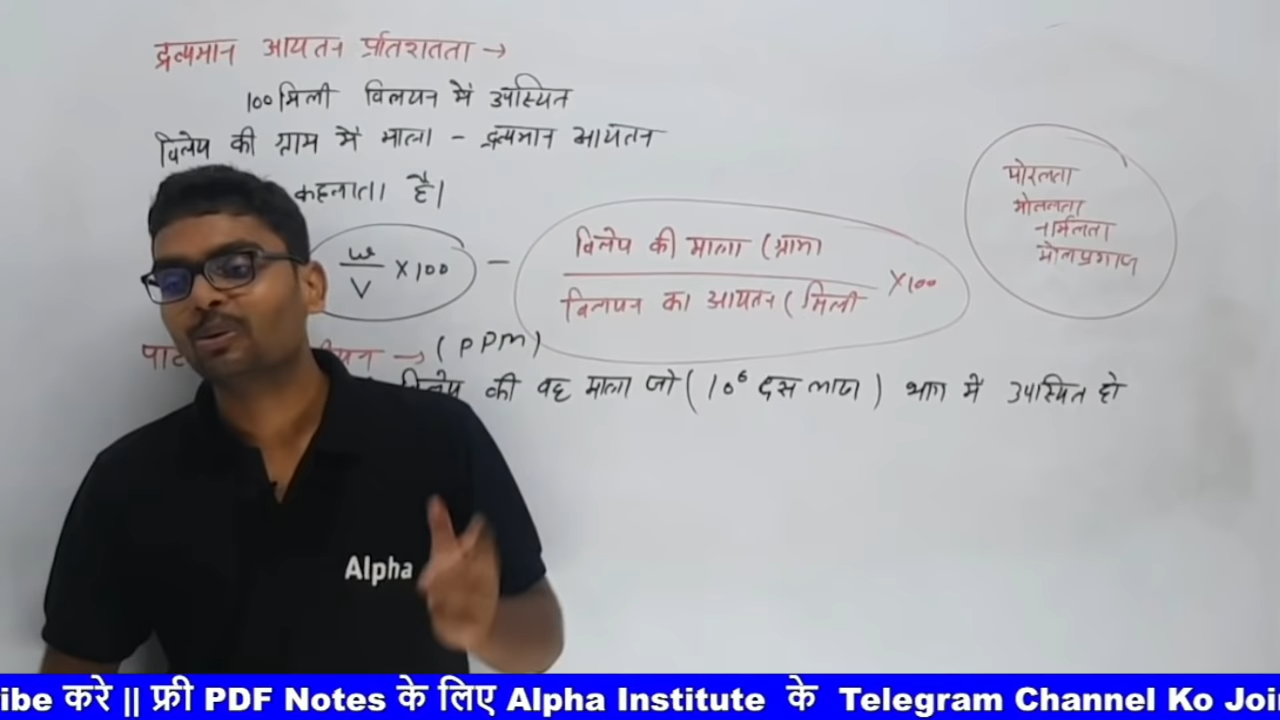 द्रव्यमान आयतन प्रतिशतता →
100 मिली विलयन में उपस्थित
विलेय की ग्राम में मात्रा - द्रव्यमान आयतन
कहलाता है।
w/V ×100 - विलेय की मात्रा (ग्राम / विलयन का आयतन (मिली ×100
मोरलता
मोललता
नार्मलता
मोलप्रभाज
→ (PPm)
विलेय की वह मात्रा जो (10⁶ दस लाख) भाग में उपस्थित हो
Alpha
ibe करे || फ्री PDF Notes के लिए Alpha Institute के Telegram Channel Ko Joi